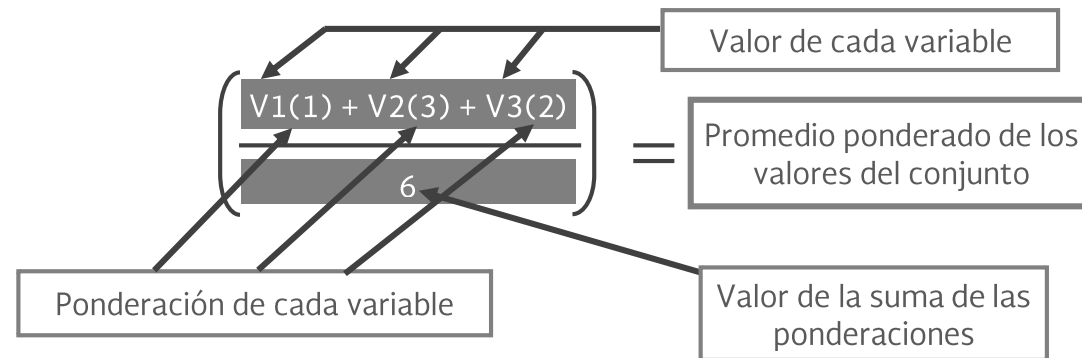 Valor de cada variable
V1(1) + V2(3) + V3(2)
6
=
Promedio ponderado de los
valores del conjunto
Ponderación de cada variable
Valor de la suma de las
ponderaciones